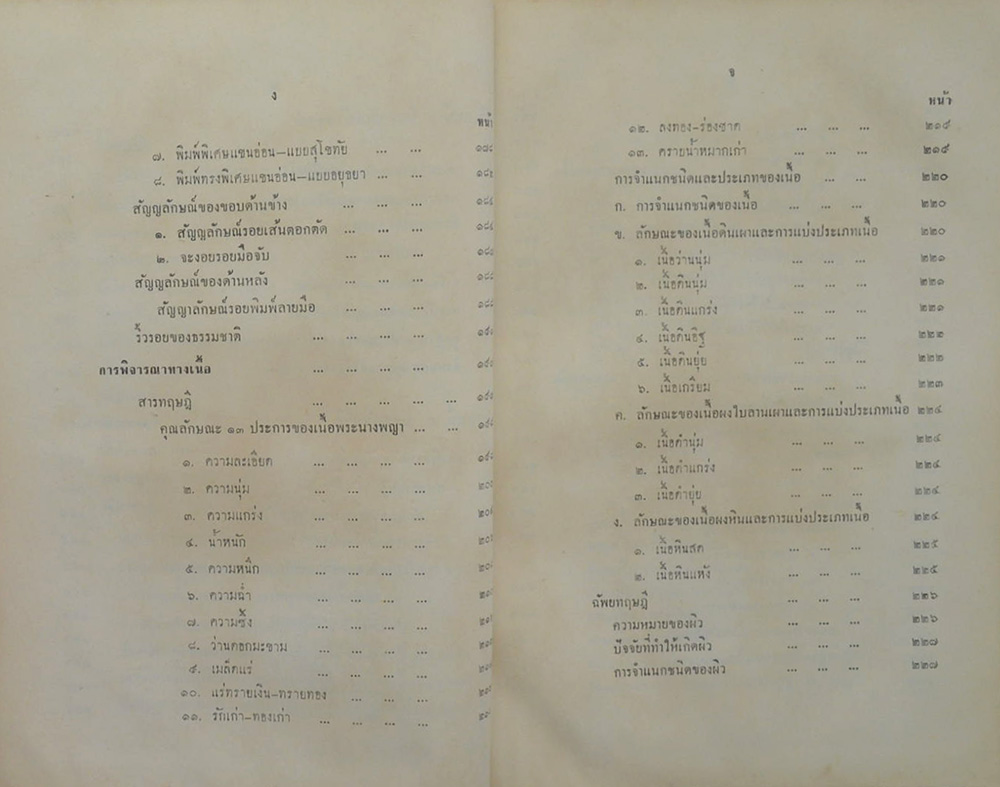 ง
หน้า
๗. พิมพ์พิเศษแขนอ่อน—แบบสุโขทัย ... ...
๘. พิมพ์ทรงพิเศษแขนอ่อน—แบบอยุธยา ... ...
สัญญลักษณ์ของขอบด้านข้าง ... ... ...
๑. สัญญลักษณ์รอยเส้นตอกตัด ... ... ...
๒. จะงอยรอยมือจับ ... ... ...
สัญญลักษณ์ของด้านหลัง ... ... ...
สัญญาลักษณ์รอยพิมพ์ลายมือ ... ... ...
ริ้วรอยของธรรมชาติ ... ... ... ...
การพิจารณาทางเนื้อ ... ... ... ...
สารทฤษฎี ... ... ... ... ...
คุณลักษณะ ๑๓ ประการของเนื้อพระนางพญา ... ...
๑. ความละเอียด ... ... ... ...
๒. ความนุ่ม ... ... ... ...
๓. ความแกร่ง ... ... ... ...
๔. น้ำหนัก ... ... ... ...
๕. ความหนึก ... ... ... ...
๖. ความฉ่ำ ... ... ... ...
๗. ความซึ้ง ... ... ... ...
๘. ว่านดอกมะขาม ... ... ... ...
๙. เมล็ดแร่ ... ... ... ...
๑๐. แร่ทรายเงิน—ทรายทอง ... ... ...
๑๑. รักเก่า—ทองเก่า ... ... ... ...
จ
หน้า
๑๒. ลงทอง—ร่องชาด ... ... ... ๒๑๙
๑๓. คราบน้ำหมากเก่า ... ... ... ๒๑๙
การจำแนกชนิดและประเภทของเนื้อ ... ... ๒๒๐
ก. การจำแนกชนิดของเนื้อ ... ... ... ๒๒๐
ข. ลักษณะของเนื้อดินเผาและการแบ่งประเภทเนื้อ ๒๒๐
๑. เนื้อว่านนุ่ม ... ... ... ๒๒๑
๒. เนื้อดินนุ่ม ... ... ... ๒๒๑
๓. เนื้อดินแกร่ง ... ... ... ๒๒๑
๔. เนื้อดินอิฐ ... ... ... ๒๒๒
๕. เนื้อดินยุ่ย ... ... ... ๒๒๒
๖. เนื้อเกรียม ... ... ... ๒๒๓
ค. ลักษณะของเนื้อผงใบลานเผาและการแบ่งประเภทเนื้อ ๒๒๔
๑. เนื้อดำนุ่ม ... ... ... ๒๒๔
๒. เนื้อดำแกร่ง ... ... ... ๒๒๔
๓. เนื้อดำยุ่ย ... ... ... ๒๒๔
ง. ลักษณะของเนื้อผงหินและการแบ่งประเภทเนื้อ ๒๒๔
๑. เนื้อหินสด ... ... ... ๒๒๕
๒. เนื้อหินแห้ง ... ... ... ๒๒๕
ฉัพยทฤษฎี ... ... ... ๒๒๖
ความหมายของผิว ... ... ... ๒๒๖
ปัจจัยที่ทำให้เกิดผิว ... ... ... ๒๒๗
การจำแนกชนิดของผิว ... ... ... ๒๒๗